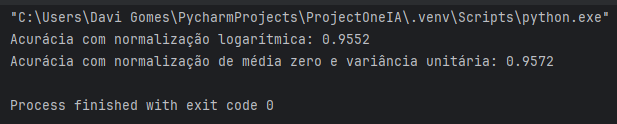 "C:\Users\Davi Gomes\PycharmProjects\ProjectOneIA\.venv\Scripts\python.exe"
Acurácia com normalização logarítmica: 0.9552
Acurácia com normalização de média zero e variância unitária: 0.9572
Process finished with exit code 0